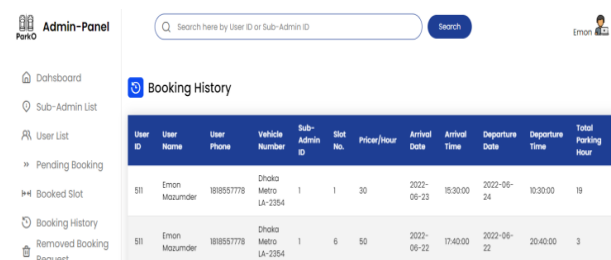 ParkO
Admin-Panel
Search here by User ID or Sub-Admin ID
Search
Emon
Dahsboard
Sub-Admin List
User List
Pending Booking
Booked Slot
Booking History
Removed Booking
Request
Booking History
User ID User Name User Phone Vehicle Number Sub-Admin ID Slot No. Pricer/Hour Arrival Date Arrival Time Departure Date Departure Time Total Parking Hour
511 Emon Mazumder 1818557778 Dhaka Metro LA-2354 1 1 30 2022-06-23 15:30:00 2022-06-24 10:30:00 19
511 Emon Mazumder 1818557778 Dhaka Metro LA-2354 1 6 50 2022-06-22 17:40:00 2022-06-22 20:40:00 3